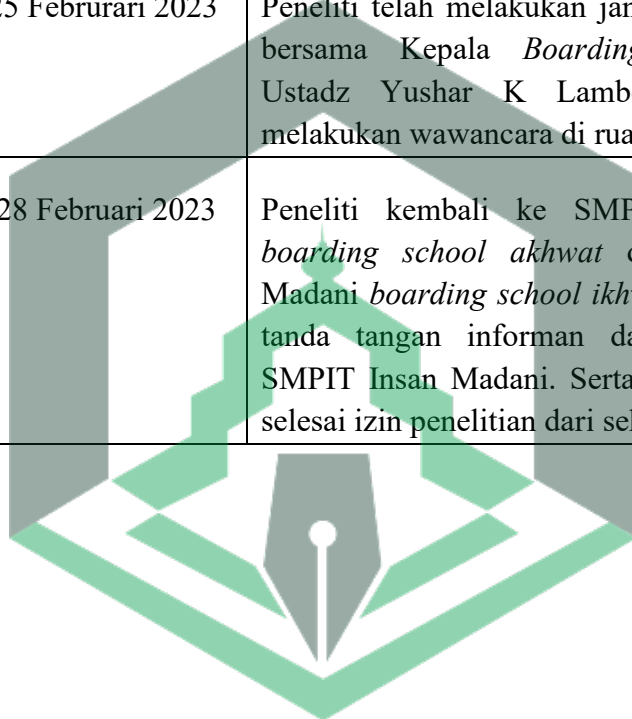 25 Februrari 2023 Peneliti telah melakukan jan
bersama Kepala Boarding
Ustadz Yushar K Lamb
melakukan wawancara di rua
28 Februari 2023 Peneliti kembali ke SMP
boarding school akhwat
Madani boarding school ikh
tanda tangan informan da
SMPIT Insan Madani. Serta
selesai izin penelitian dari sel